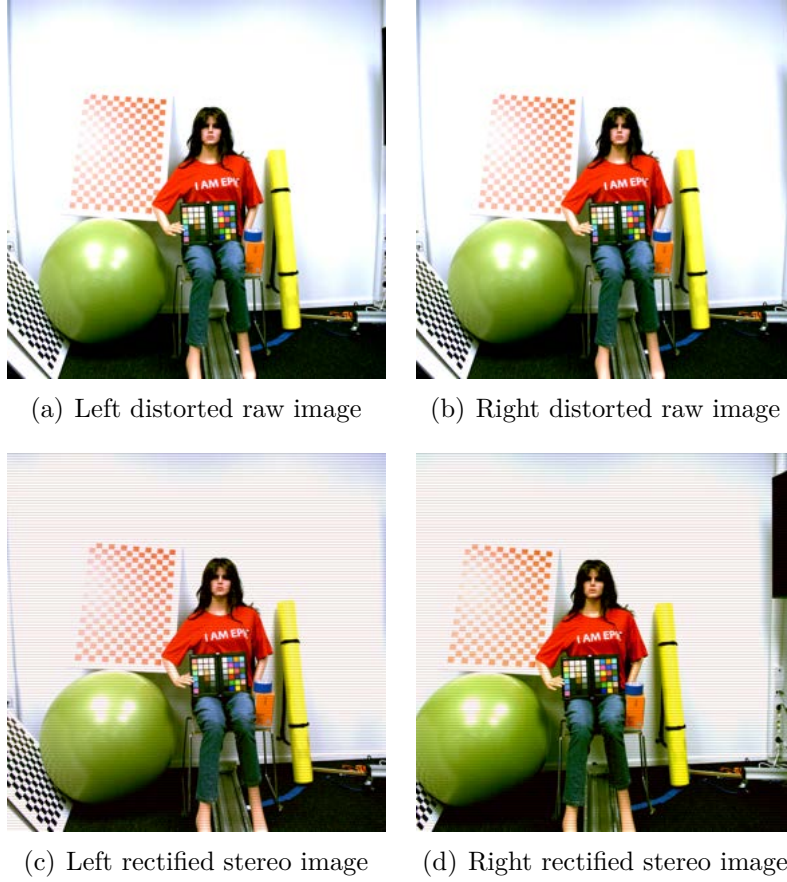 I AM EPIC
I AM EPIC
(a) Left distorted raw image
(b) Right distorted raw image
I AM EPIC
I AM EPIC
(c) Left rectified stereo image
(d) Right rectified stereo image